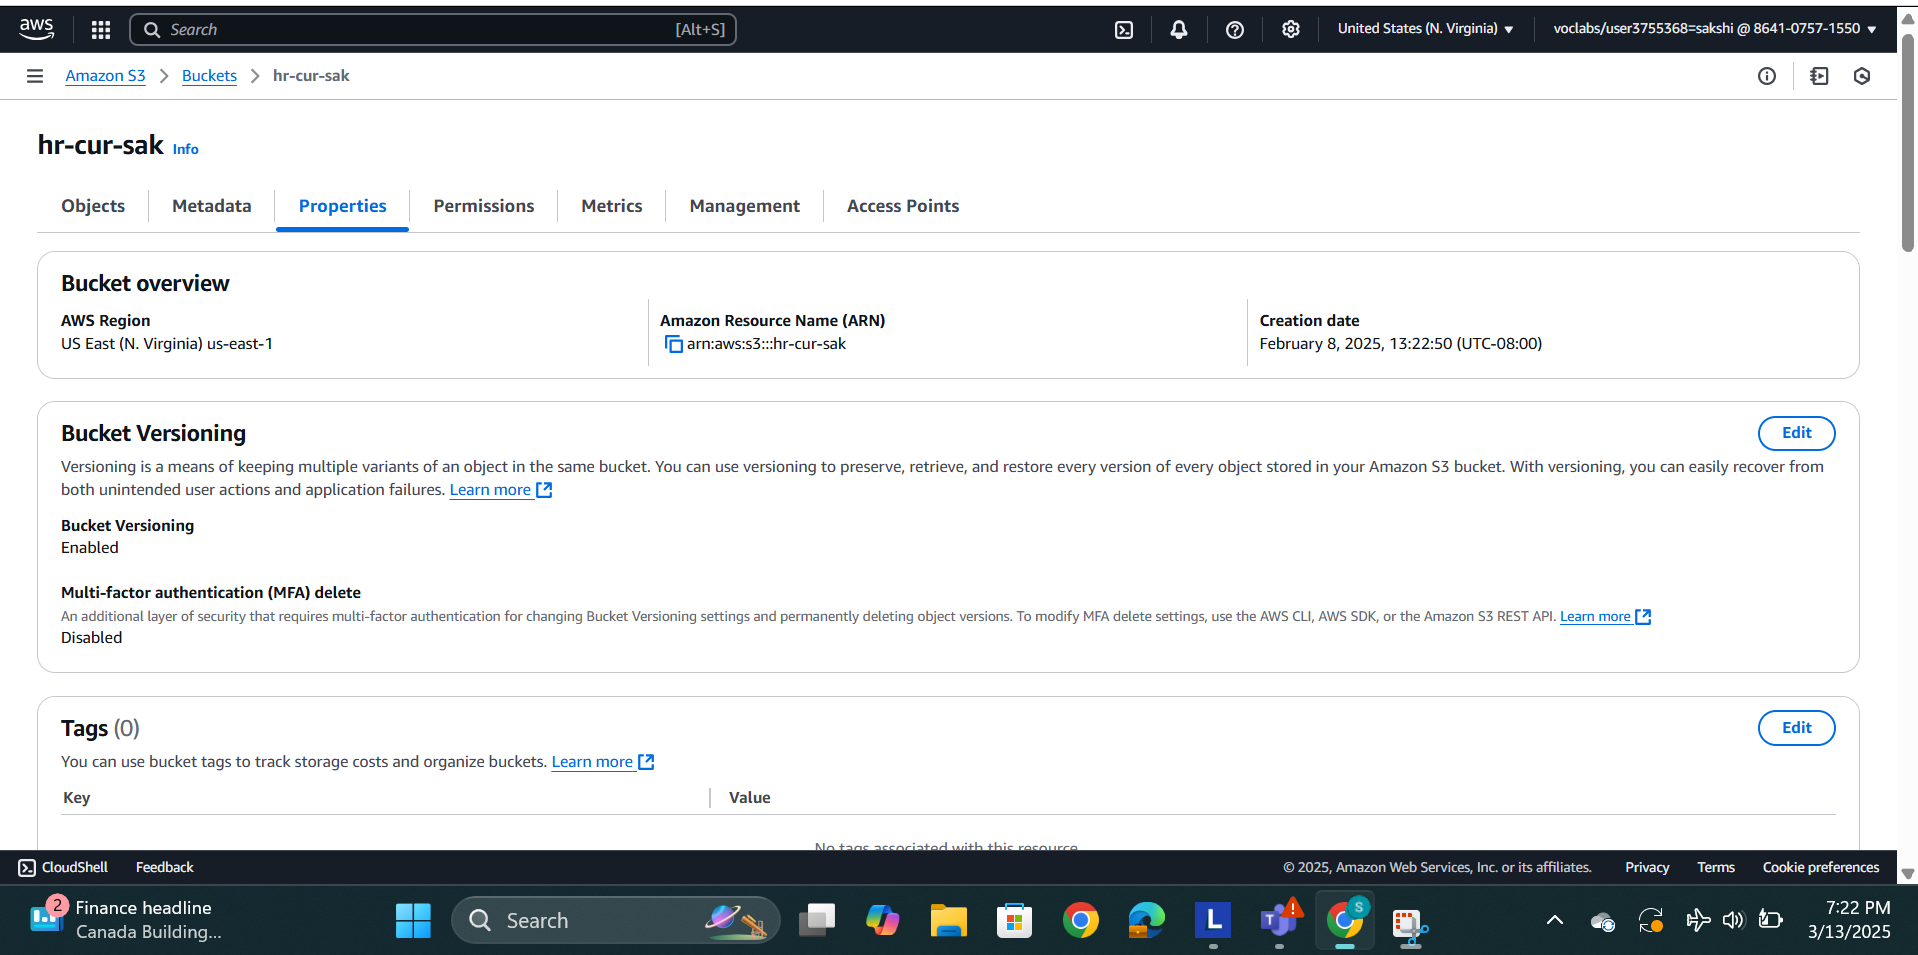 aws
Search [Alt+S]
United States (N. Virginia)
voclabs/user3755368=sakshi @ 8641-0757-1550
Amazon S3 > Buckets > hr-cur-sak
hr-cur-sak Info
Objects
Metadata
Properties
Permissions
Metrics
Management
Access Points
Bucket overview
AWS Region
US East (N. Virginia) us-east-1
Amazon Resource Name (ARN)
arn:aws:s3:::hr-cur-sak
Creation date
February 8, 2025, 13:22:50 (UTC-08:00)
Bucket Versioning
Edit
Versioning is a means of keeping multiple variants of an object in the same bucket. You can use versioning to preserve, retrieve, and restore every version of every object stored in your Amazon S3 bucket. With versioning, you can easily recover from
both unintended user actions and application failures. Learn more
Bucket Versioning
Enabled
Multi-factor authentication (MFA) delete
An additional layer of security that requires multi-factor authentication for changing Bucket Versioning settings and permanently deleting object versions. To modify MFA delete settings, use the AWS CLI, AWS SDK, or the Amazon S3 REST API. Learn more
Disabled
Tags (0)
Edit
You can use bucket tags to track storage costs and organize buckets. Learn more
Key
Value
No tags associated with this resource
CloudShell
Feedback
© 2025, Amazon Web Services, Inc. or its affiliates.
Privacy
Terms
Cookie preferences
2
Finance headline
Canada Building...
Search
L
T
S
7:22 PM
3/13/2025